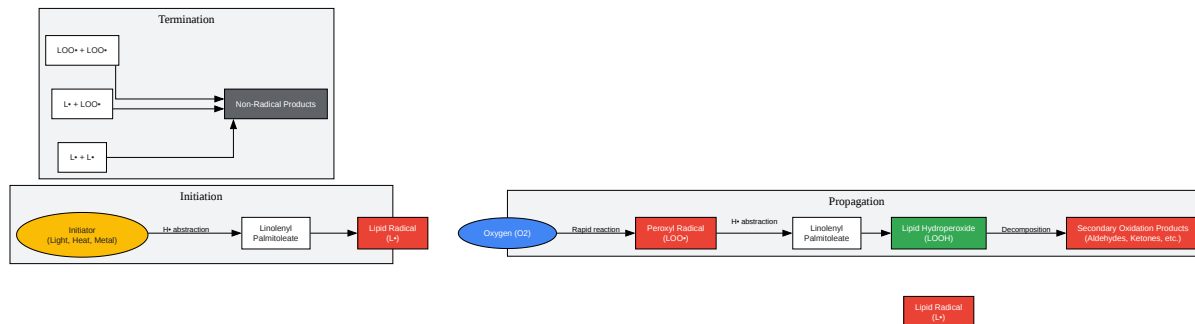 Termination
LOO• + LOO•
L• + LOO•
Non-Radical Products
L• + L•
Initiation
Initiator
(Light, Heat, Metal)
H• abstraction
Linolenyl
Palmitoleate
Lipid Radical
(L•)
Propagation
Oxygen (O2)
Rapid reaction
Peroxyl Radical
(LOO•)
H• abstraction
Linolenyl
Palmitoleate
Lipid Hydroperoxide
(LOOH)
Decomposition
Secondary Oxidation Products
(Aldehydes, Ketones, etc.)
Lipid Radical
(L•)